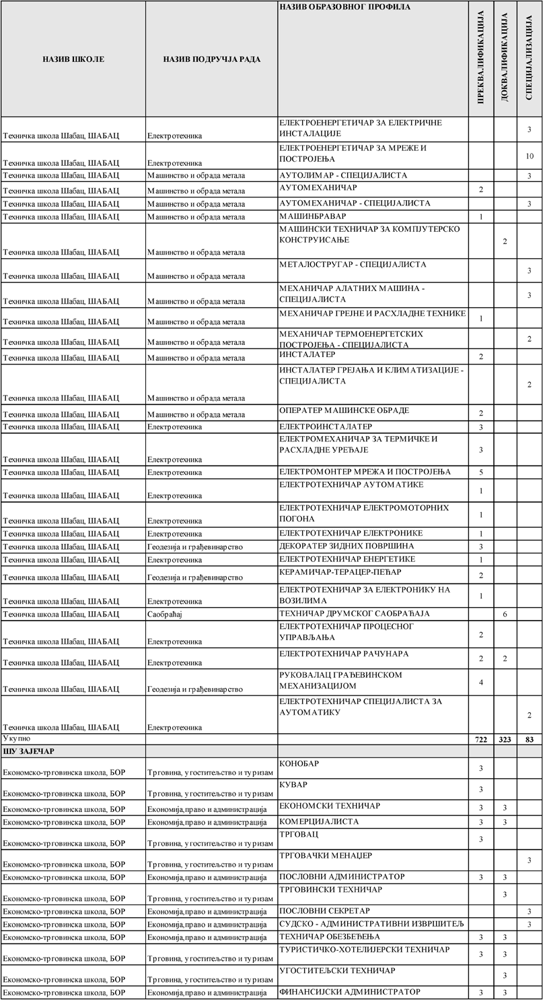 НАЗИВ ШКОЛЕ НАЗИВ ПОДРУЧЈА РАДА НАЗИВ ОБРАЗОВНОГ ПРОФИЛА ПРЕКВАЛИФИКАЦИЈА ДОКВАЛИФИКАЦИЈА СПЕЦИЈАЛИЗАЦИЈА
Техничка школа Шабац, ШАБАЦ Електротехника ЕЛЕКТРОЕНЕРГЕТИЧАР ЗА ЕЛЕКТРИЧНЕ
ИНСТАЛАЦИЈЕ 3
Техничка школа Шабац, ШАБАЦ Електротехника ЕЛЕКТРОЕНЕРГЕТИЧАР ЗА МРЕЖЕ И
ПОСТРОЈЕЊА 10
Техничка школа Шабац, ШАБАЦ Машинство и обрада метала АУТОЛИМАР - СПЕЦИЈАЛИСТА 3
Техничка школа Шабац, ШАБАЦ Машинство и обрада метала АУТОМЕХАНИЧАР 2
Техничка школа Шабац, ШАБАЦ Машинство и обрада метала АУТОМЕХАНИЧАР - СПЕЦИЈАЛИСТА 3
Техничка школа Шабац, ШАБАЦ Машинство и обрада метала МАШИНБРАВАР 1
Техничка школа Шабац, ШАБАЦ Машинство и обрада метала МАШИНСКИ ТЕХНИЧАР ЗА КОМПЈУТЕРСКО
КОНСТРУИСАЊЕ 2
Техничка школа Шабац, ШАБАЦ Машинство и обрада метала МЕТАЛОСТРУГАР - СПЕЦИЈАЛИСТА 3
Техничка школа Шабац, ШАБАЦ Машинство и обрада метала МЕХАНИЧАР АЛАТНИХ МАШИНА -
СПЕЦИЈАЛИСТА 3
Техничка школа Шабац, ШАБАЦ Машинство и обрада метала МЕХАНИЧАР ГРЕЈНЕ И РАСХЛАДНЕ ТЕХНИКЕ 1
Техничка школа Шабац, ШАБАЦ Машинство и обрада метала МЕХАНИЧАР ТЕРМОЕНЕРГЕТСКИХ
ПОСТРОЈЕЊА - СПЕЦИЈАЛИСТА 2
Техничка школа Шабац, ШАБАЦ Машинство и обрада метала ИНСТАЛАТЕР 2
Техничка школа Шабац, ШАБАЦ Машинство и обрада метала ИНСТАЛАТЕР ГРЕЈАЊА И КЛИМАТИЗАЦИЈЕ -
СПЕЦИЈАЛИСТА 2
Техничка школа Шабац, ШАБАЦ Машинство и обрада метала ОПЕРАТЕР МАШИНСКЕ ОБРАДЕ 2
Техничка школа Шабац, ШАБАЦ Електротехника ЕЛЕКТРОИНСТАЛАТЕР 3
Техничка школа Шабац, ШАБАЦ Електротехника ЕЛЕКТРОМЕХАНИЧАР ЗА ТЕРМИЧКЕ И
РАСХЛАДНЕ УРЕЂАЈЕ 3
Техничка школа Шабац, ШАБАЦ Електротехника ЕЛЕКТРОМОНТЕР МРЕЖА И ПОСТРОЈЕЊА 5
Техничка школа Шабац, ШАБАЦ Електротехника ЕЛЕКТРОТЕХНИЧАР АУТОМАТИКЕ 1
Техничка школа Шабац, ШАБАЦ Електротехника ЕЛЕКТРОТЕХНИЧАР ЕЛЕКТРОМОТОРНИХ
ПОГОНА 1
Техничка школа Шабац, ШАБАЦ Електротехника ЕЛЕКТРОТЕХНИЧАР ЕЛЕКТРОНИКЕ 1
Техничка школа Шабац, ШАБАЦ Геодезија и грађевинарство ДЕКОРАТЕР ЗИДНИХ ПОВРШИНА 3
Техничка школа Шабац, ШАБАЦ Електротехника ЕЛЕКТРОТЕХНИЧАР ЕНЕРГЕТИКЕ 1
Техничка школа Шабац, ШАБАЦ Геодезија и грађевинарство КЕРАМИЧАР-ТЕРАЦЕР-ПЕЋАР 2
Техничка школа Шабац, ШАБАЦ Електротехника ЕЛЕКТРОТЕХНИЧАР ЗА ЕЛЕКТРОНИКУ НА
ВОЗИЛИМА 1
Техничка школа Шабац, ШАБАЦ Саобраћај ТЕХНИЧАР ДРУМСКОГ САОБРАЋАЈА 6
Техничка школа Шабац, ШАБАЦ Електротехника ЕЛЕКТРОТЕХНИЧАР ПРОЦЕСНОГ
УПРАВЉАЊА 2
Техничка школа Шабац, ШАБАЦ Електротехника ЕЛЕКТРОТЕХНИЧАР РАЧУНАРА 2 2
Техничка школа Шабац, ШАБАЦ Геодезија и грађевинарство РУКОВАЛАЦ ГРАЂЕВИНСКОМ
МЕХАНИЗАЦИЈОМ 4
Техничка школа Шабац, ШАБАЦ Електротехника ЕЛЕКТРОТЕХНИЧАР СПЕЦИЈАЛИСТА ЗА
АУТОМАТИКУ 2
Укупно 722 323 83
ШУ ЗАЈЕЧАР
Економско-трговинска школа, БОР Трговина, угоститељство и туризам КОНОБАР 3
Економско-трговинска школа, БОР Трговина, угоститељство и туризам КУВАР 3
Економско-трговинска школа, БОР Економија,право и администрација ЕКОНОМСКИ ТЕХНИЧАР 3 3
Економско-трговинска школа, БОР Економија,право и администрација КОМЕРЦИЈАЛИСТА 3 3
Економско-трговинска школа, БОР Трговина, угоститељство и туризам ТРГОВАЦ 3
Економско-трговинска школа, БОР Трговина, угоститељство и туризам ТРГОВАЧКИ МЕНАЏЕР 3
Економско-трговинска школа, БОР Економија,право и администрација ПОСЛОВНИ АДМИНИСТРАТОР 3 3
Економско-трговинска школа, БОР Трговина, угоститељство и туризам ТРГОВИНСКИ ТЕХНИЧАР 3
Економско-трговинска школа, БОР Економија,право и администрација ПОСЛОВНИ СЕКРЕТАР 3
Економско-трговинска школа, БОР Економија,право и администрација СУДСКО - АДМИНИСТРАТИВНИ ИЗВРШИТЕЉ 3
Економско-трговинска школа, БОР Економија,право и администрација ТЕХНИЧАР ОБЕЗБЕЂЕЊА 3 3
Економско-трговинска школа, БОР Трговина, угоститељство и туризам ТУРИСТИЧКО-ХОТЕЛИЈЕРСКИ ТЕХНИЧАР 3 3
Економско-трговинска школа, БОР Трговина, угоститељство и туризам УГОСТИТЕЉСКИ ТЕХНИЧАР 3
Економско-трговинска школа, БОР Економија,право и администрација ФИНАНСИЈСКИ АДМИНИСТРАТОР 3 3